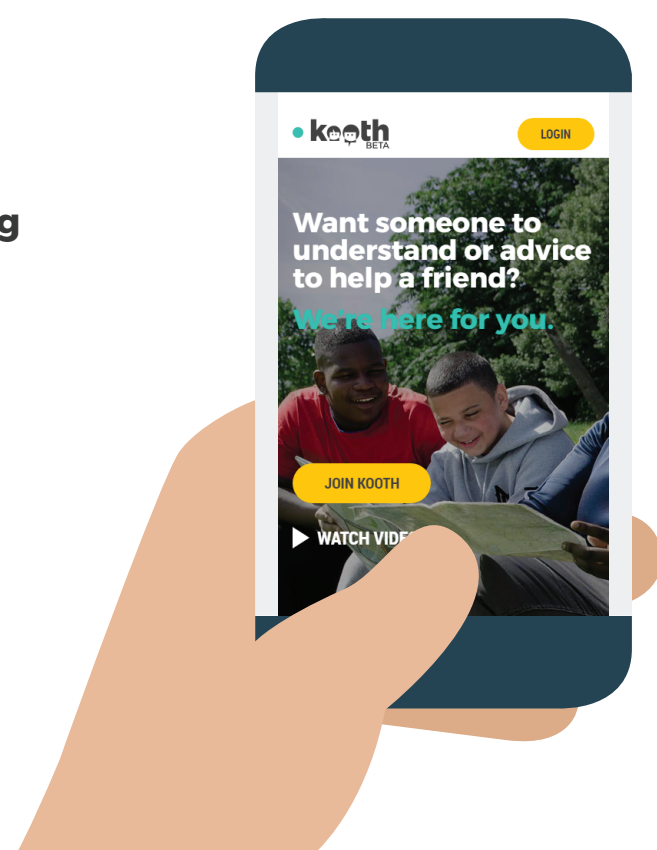 g
kooth
BETA
LOGIN
Want someone to
understand or advice
to help a friend?
We're here for you.
JOIN KOOTH
WATCH